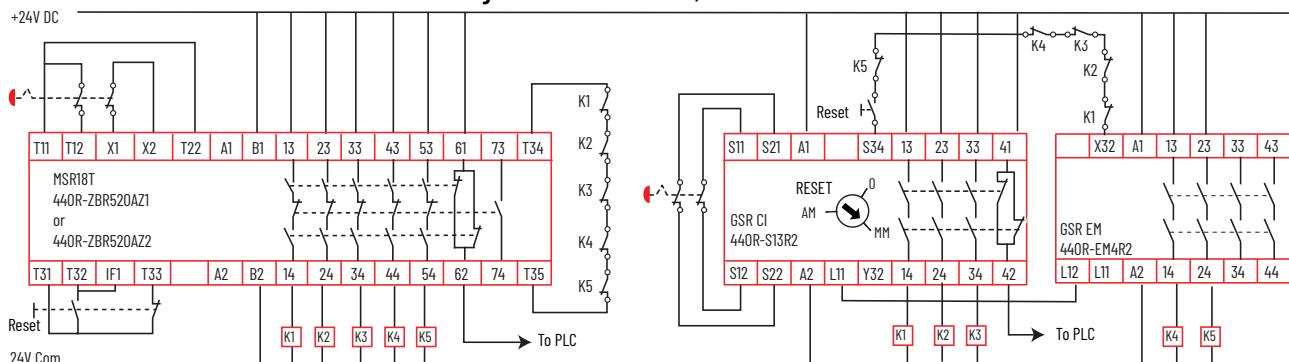 +24V DC
T11 T12 X1 X2 T22 A1 B1 13 23 33 43 53 61 73 T34
MSR18T
440R-ZBR520AZ1
or
440R-ZBR520AZ2
T31 T32 IF1 T33 A2 B2 14 24 34 44 54 62 74 T35
Reset
K1 K2 K3 K4 K5
To PLC
24V Com
K1
K2
K3
K4
K5
K5
Reset
K4 K3
K2
K1
S11 S21 A1 S34 13 23 33 41
RESET
O
AM
MM
GSR CI
440R-S13R2
S12 S22 A2 L11 Y32 14 24 34 42
K1 K2 K3
To PLC
X32 A1 13 23 33 43
GSR EM
440R-EM4R2
L12 L11 A2 14 24 34 44
K4 K5